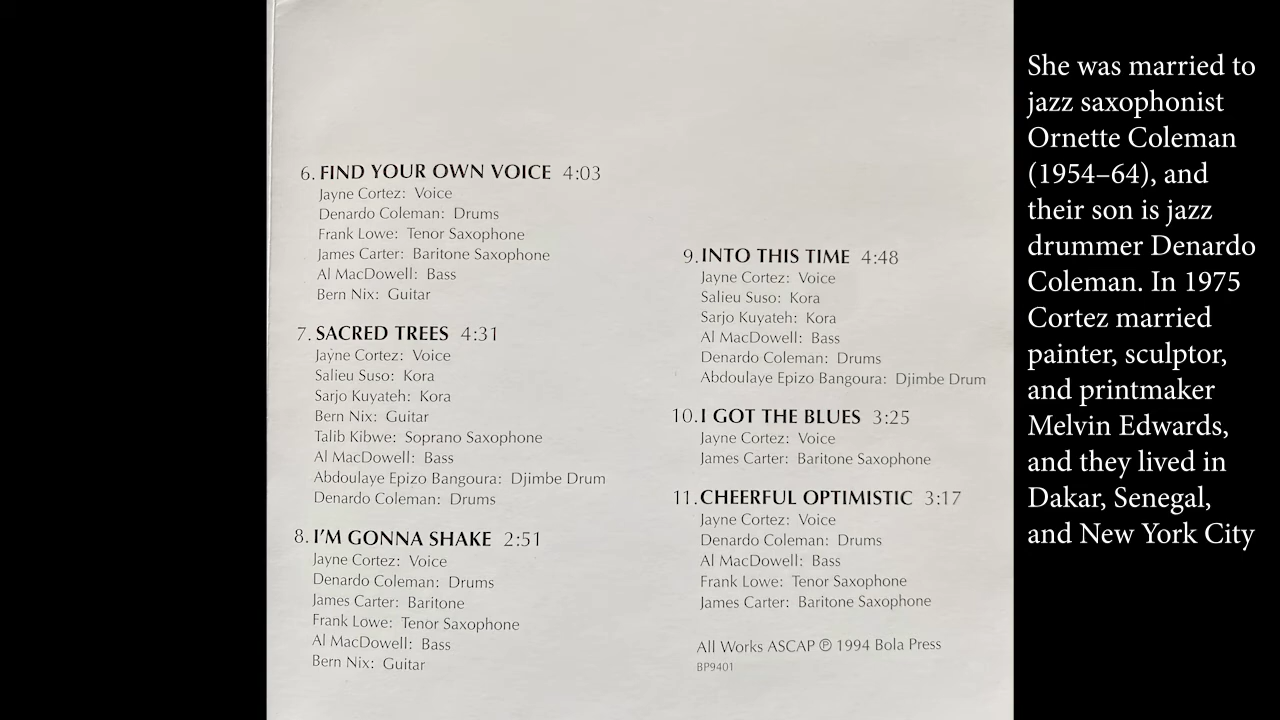 6. FIND YOUR OWN VOICE 4:03
Jayne Cortez: Voice
Denardo Coleman: Drums
Frank Lowe: Tenor Saxophone
James Carter: Baritone Saxophone
Al MacDowell: Bass
Bern Nix: Guitar
7. SACRED TREES 4:31
Jayne Cortez: Voice
Salieu Suso: Kora
Sarjo Kuyateh: Kora
Bern Nix: Guitar
Talib Kibwe: Soprano Saxophone
Al MacDowell: Bass
Abdoulaye Epizo Bangoura: Djimbe Drum
Denardo Coleman: Drums
8. I'M GONNA SHAKE 2:51
Jayne Cortez: Voice
Denardo Coleman: Drums
James Carter: Baritone
Frank Lowe: Tenor Saxophone
Al MacDowell: Bass
Bern Nix: Guitar
9. INTO THIS TIME 4:48
Jayne Cortez: Voice
Salieu Suso: Kora
Sarjo Kuyateh: Kora
Al MacDowell: Bass
Denardo Coleman: Drums
Abdoulaye Epizo Bangoura: Djimbe Drum
10. I GOT THE BLUES 3:25
Jayne Cortez: Voice
James Carter: Baritone Saxophone
11. CHEERFUL OPTIMISTIC 3:17
Jayne Cortez: Voice
Denardo Coleman: Drums
Al MacDowell: Bass
Frank Lowe: Tenor Saxophone
James Carter: Baritone Saxophone
All Works ASCAP ℗ 1994 Bola Press
BP9401
She was married to
jazz saxophonist
Ornette Coleman
(1954–64), and
their son is jazz
drummer Denardo
Coleman. In 1975
Cortez married
painter, sculptor,
and printmaker
Melvin Edwards,
and they lived in
Dakar, Senegal,
and New York City